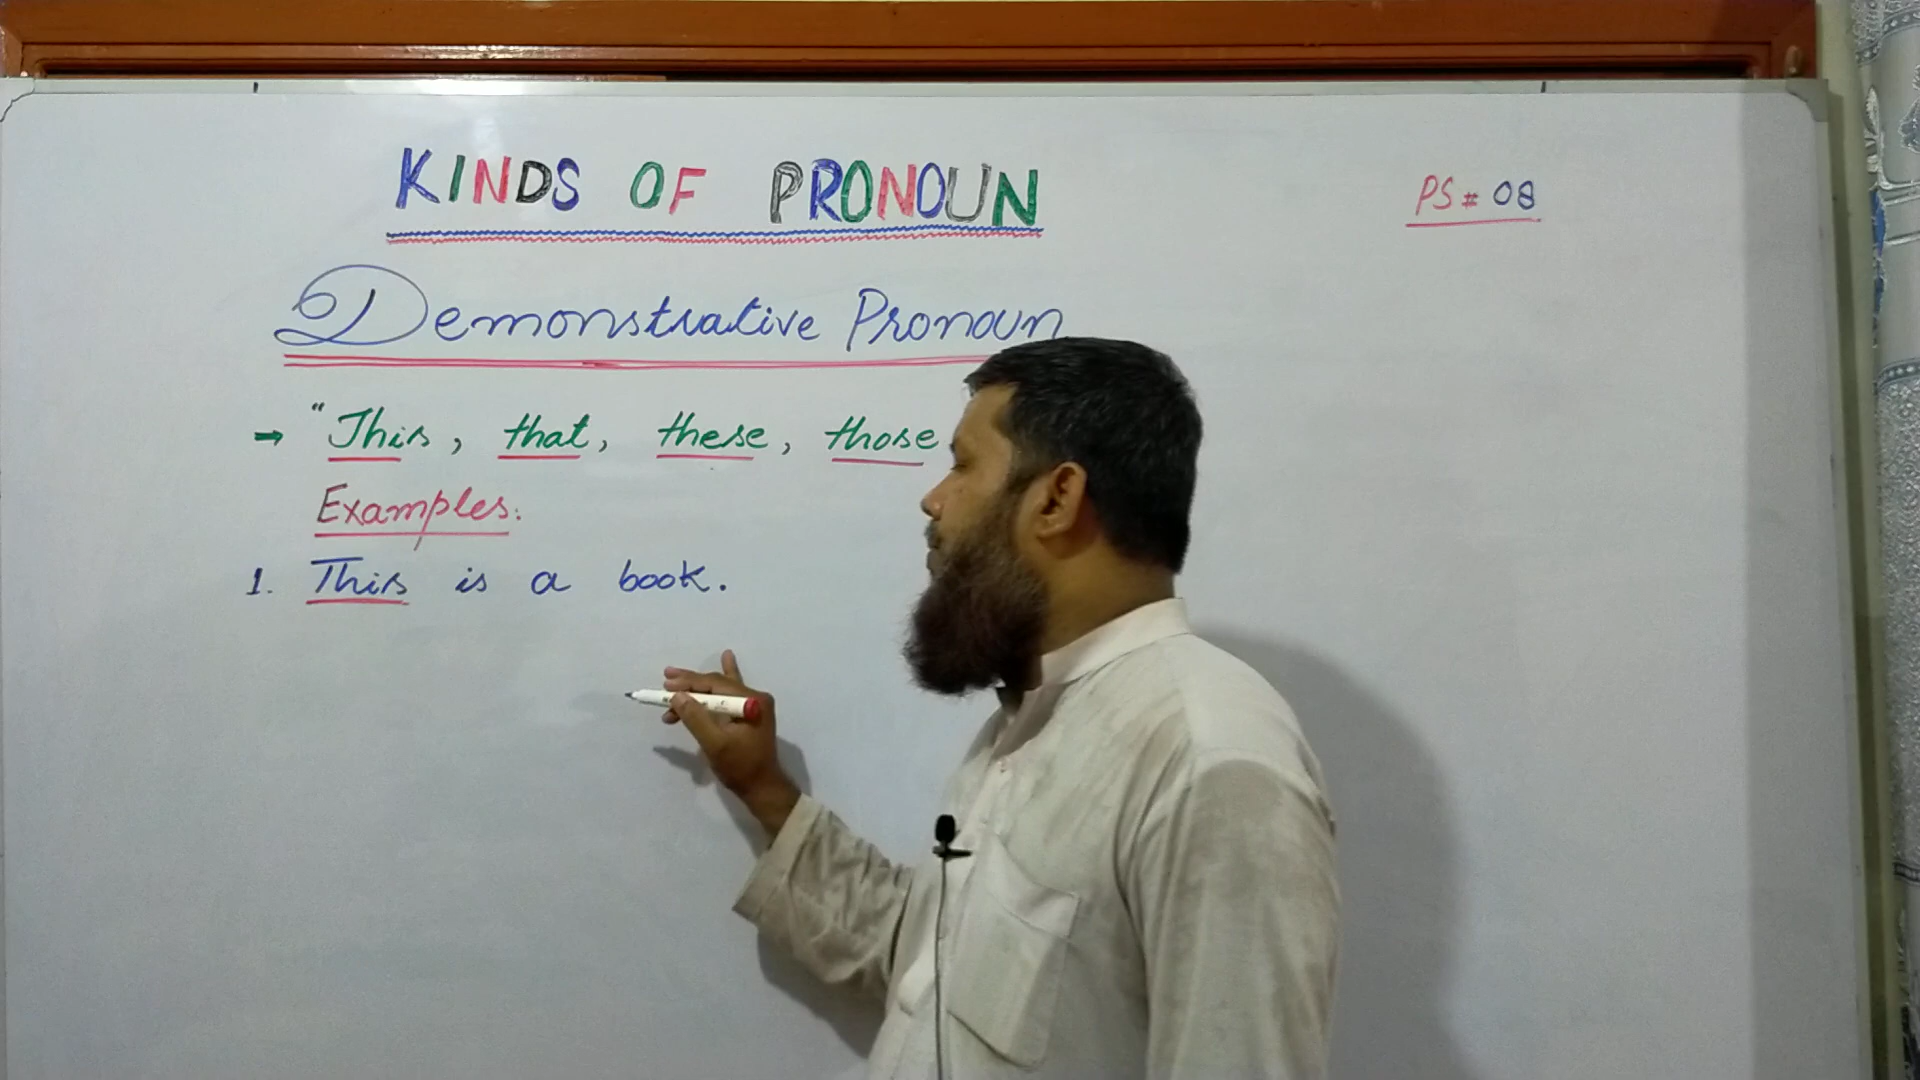 KINDS OF PRONOUN
PS # 08
Demonstrative Pronoun
→ "This, that, these, those
Examples:
1. This is a book.